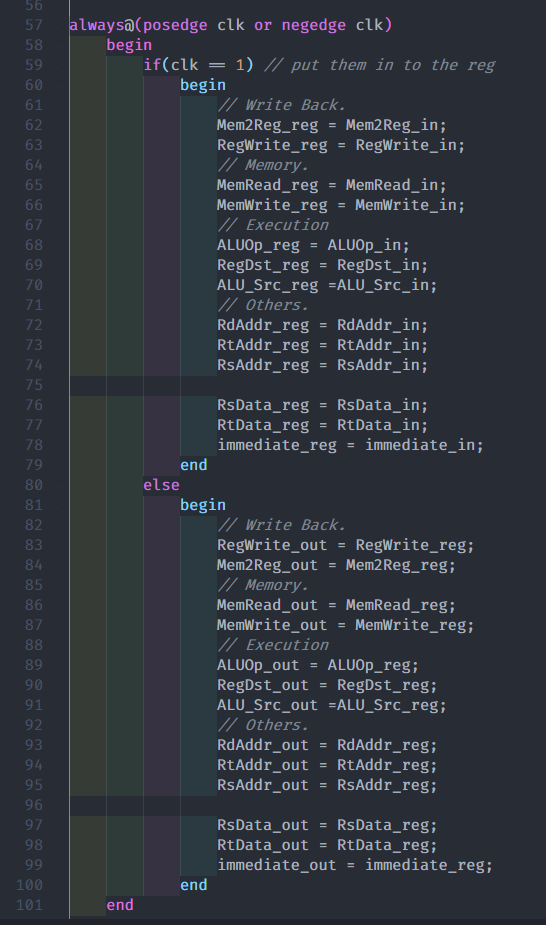 56
57 always@(posedge clk or negedge clk)
58 begin
59 if(clk == 1) // put them in to the reg
60 begin
61 // Write Back.
62 Mem2Reg_reg = Mem2Reg_in;
63 RegWrite_reg = RegWrite_in;
64 // Memory.
65 MemRead_reg = MemRead_in;
66 MemWrite_reg = MemWrite_in;
67 // Execution
68 ALUOp_reg = ALUOp_in;
69 RegDst_reg = RegDst_in;
70 ALU_Src_reg =ALU_Src_in;
71 // Others.
72 RdAddr_reg = RdAddr_in;
73 RtAddr_reg = RtAddr_in;
74 RsAddr_reg = RsAddr_in;
75
76 RsData_reg = RsData_in;
77 RtData_reg = RtData_in;
78 immediate_reg = immediate_in;
79 end
80 else
81 begin
82 // Write Back.
83 RegWrite_out = RegWrite_reg;
84 Mem2Reg_out = Mem2Reg_reg;
85 // Memory.
86 MemRead_out = MemRead_reg;
87 MemWrite_out = MemWrite_reg;
88 // Execution
89 ALUOp_out = ALUOp_reg;
90 RegDst_out = RegDst_reg;
91 ALU_Src_out =ALU_Src_reg;
92 // Others.
93 RdAddr_out = RdAddr_reg;
94 RtAddr_out = RtAddr_reg;
95 RsAddr_out = RsAddr_reg;
96
97 RsData_out = RsData_reg;
98 RtData_out = RtData_reg;
99 immediate_out = immediate_reg;
100 end
101 end